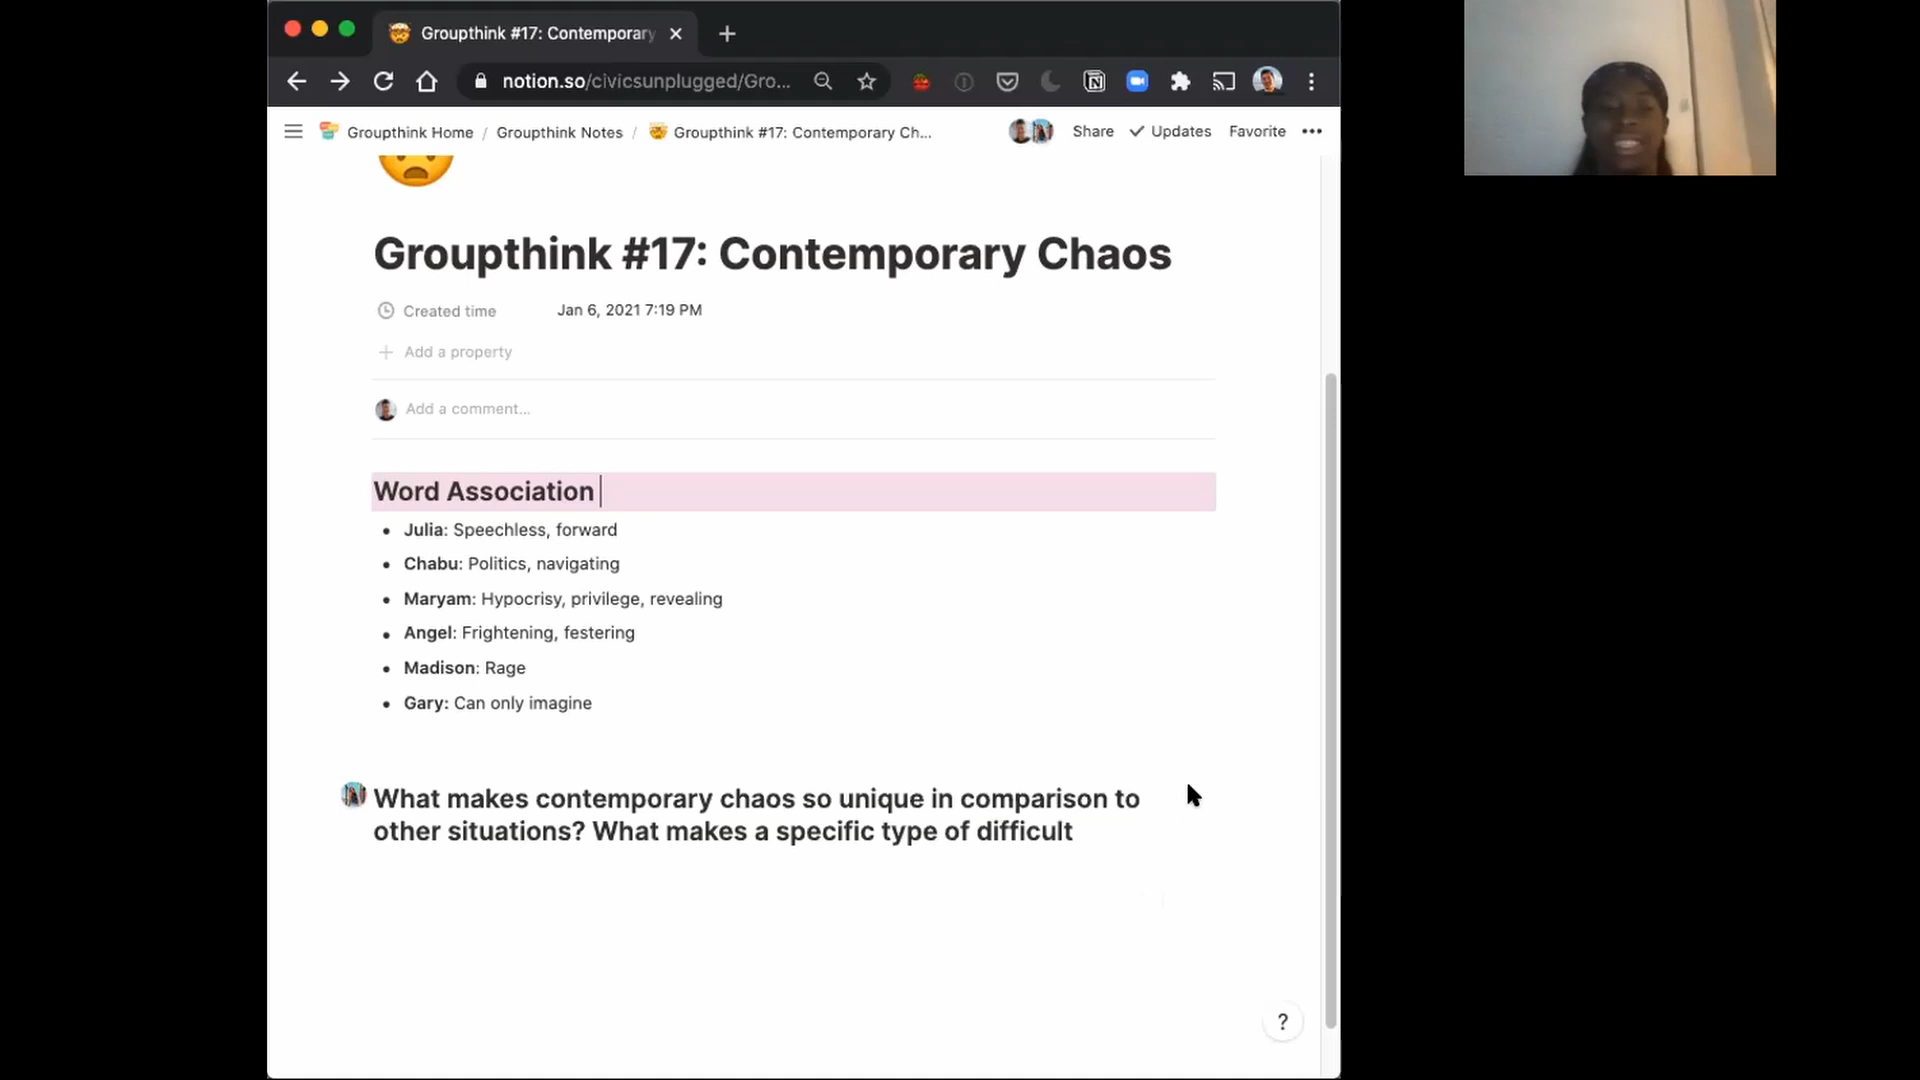 Groupthink #17: Contemporary
notion.so/civicsunplugged/Gro...
Groupthink Home / Groupthink Notes / Groupthink #17: Contemporary Ch...
Share Updates Favorite
Groupthink #17: Contemporary Chaos
Created time Jan 6, 2021 7:19 PM
Add a property
Add a comment...
Word Association
Julia: Speechless, forward
Chabu: Politics, navigating
Maryam: Hypocrisy, privilege, revealing
Angel: Frightening, festering
Madison: Rage
Gary: Can only imagine
What makes contemporary chaos so unique in comparison to
other situations? What makes a specific type of difficult
?